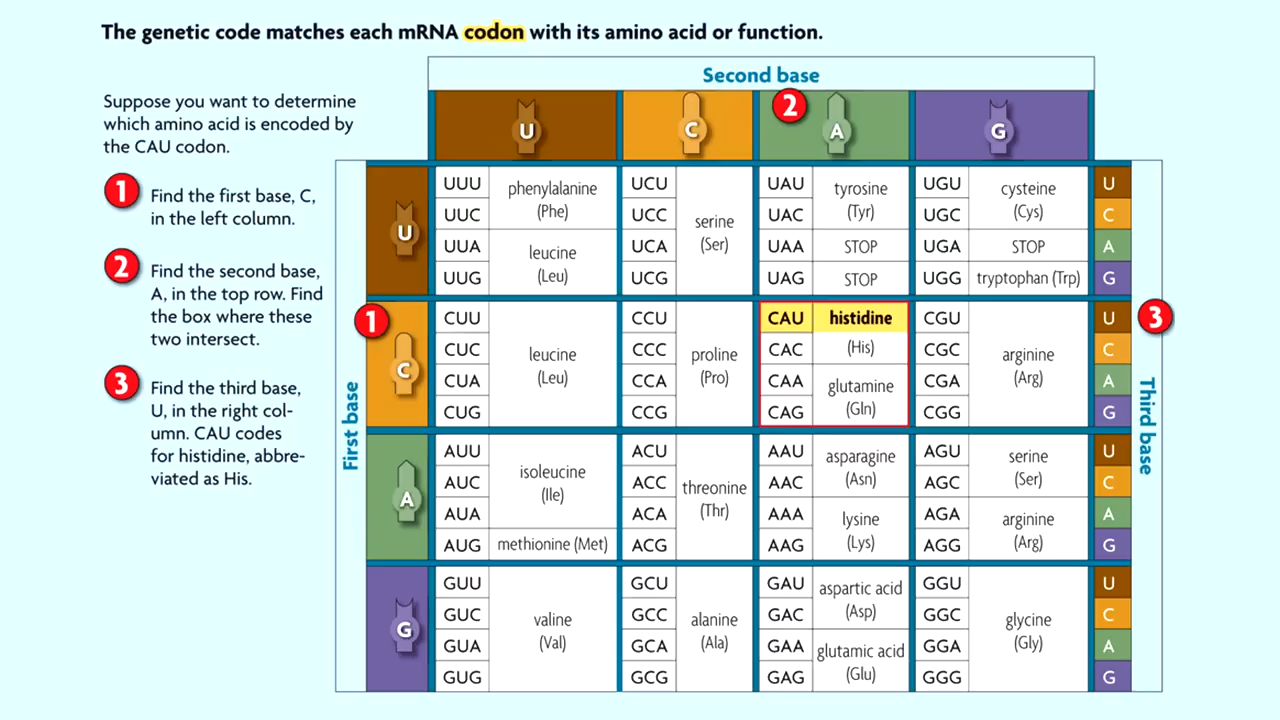 The genetic code matches each mRNA codon with its amino acid or function.
Suppose you want to determine
which amino acid is encoded by
the CAU codon.
1 Find the first base, C,
in the left column.
2 Find the second base,
A, in the top row. Find
the box where these
two intersect.
3 Find the third base,
U, in the right col-
umn. CAU codes
for histidine, abbre-
viated as His.
Second base
2
U C A G
First base
1
Third base
3
U
UUU phenylalanine UCU UAU tyrosine UGU cysteine U
UUC (Phe) UCC serine UAC (Tyr) UGC (Cys) C
UUA leucine UCA (Ser) UAA STOP UGA STOP A
UUG (Leu) UCG UAG STOP UGG tryptophan (Trp) G
C
CUU CCU CAU histidine CGU U
CUC leucine CCC proline CAC (His) CGC arginine C
CUA (Leu) CCA (Pro) CAA glutamine CGA (Arg) A
CUG CCG CAG (Gln) CGG G
A
AUU ACU AAU asparagine AGU serine U
AUC isoleucine ACC threonine AAC (Asn) AGC (Ser) C
AUA (Ile) ACA (Thr) AAA lysine AGA arginine A
AUG methionine (Met) ACG AAG (Lys) AGG (Arg) G
G
GUU GCU GAU aspartic acid GGU U
GUC valine GCC alanine GAC (Asp) GGC glycine C
GUA (Val) GCA (Ala) GAA glutamic acid GGA (Gly) A
GUG GCG GAG (Glu) GGG G